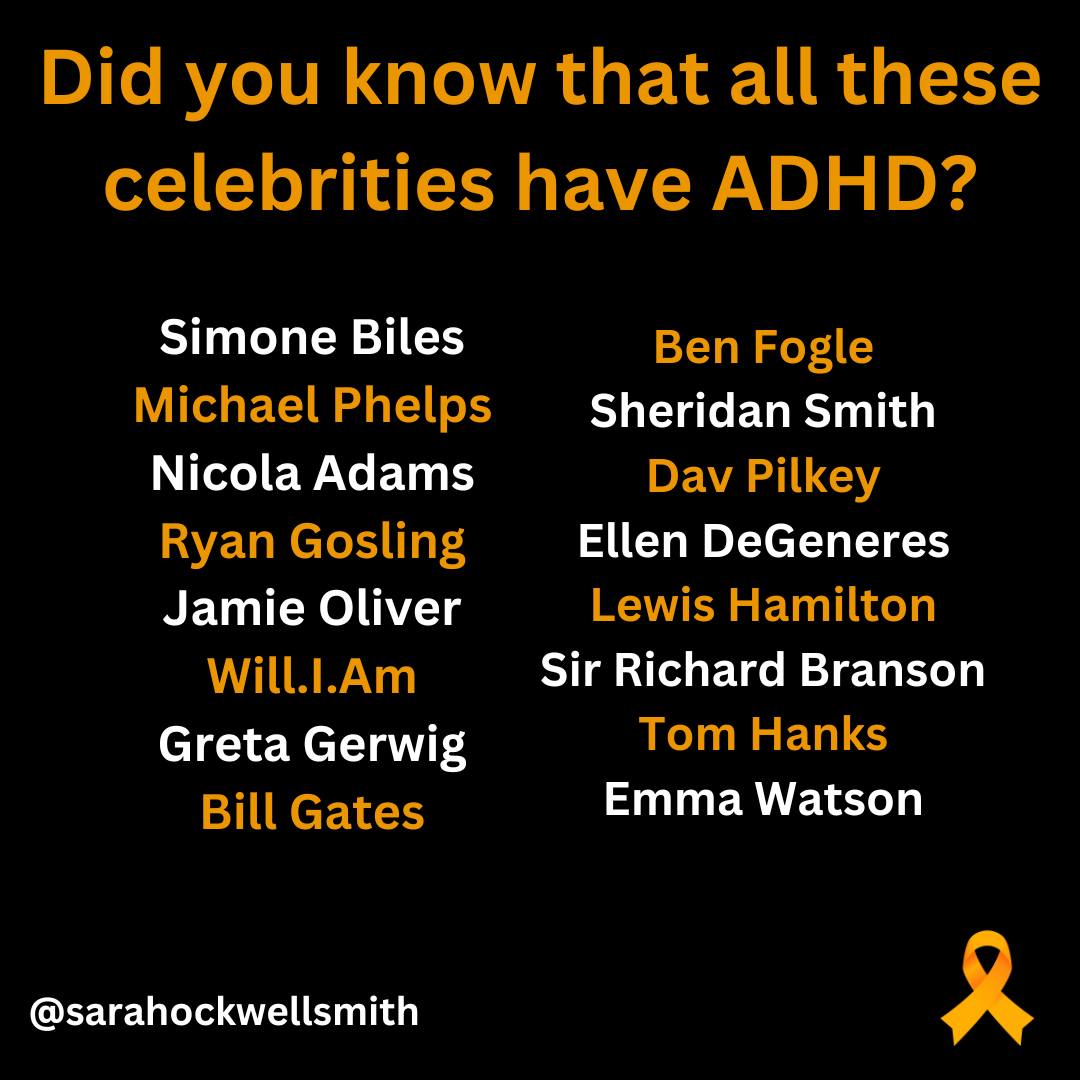 Did you know that all these
celebrities have ADHD?
Simone Biles
Michael Phelps
Nicola Adams
Ryan Gosling
Jamie Oliver
Will.I.Am
Greta Gerwig
Bill Gates
Ben Fogle
Sheridan Smith
Dav Pilkey
Ellen DeGeneres
Lewis Hamilton
Sir Richard Branson
Tom Hanks
Emma Watson
@sarahockwellsmith